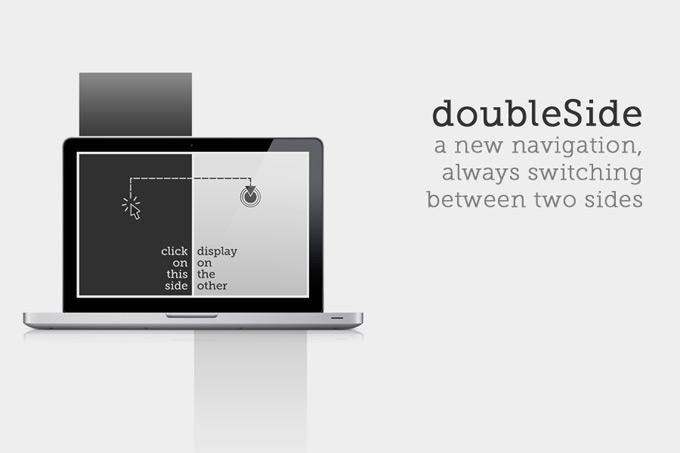 doubleSide
a new navigation,
always switching
between two sides
click
on
this
side
display
on
the
other